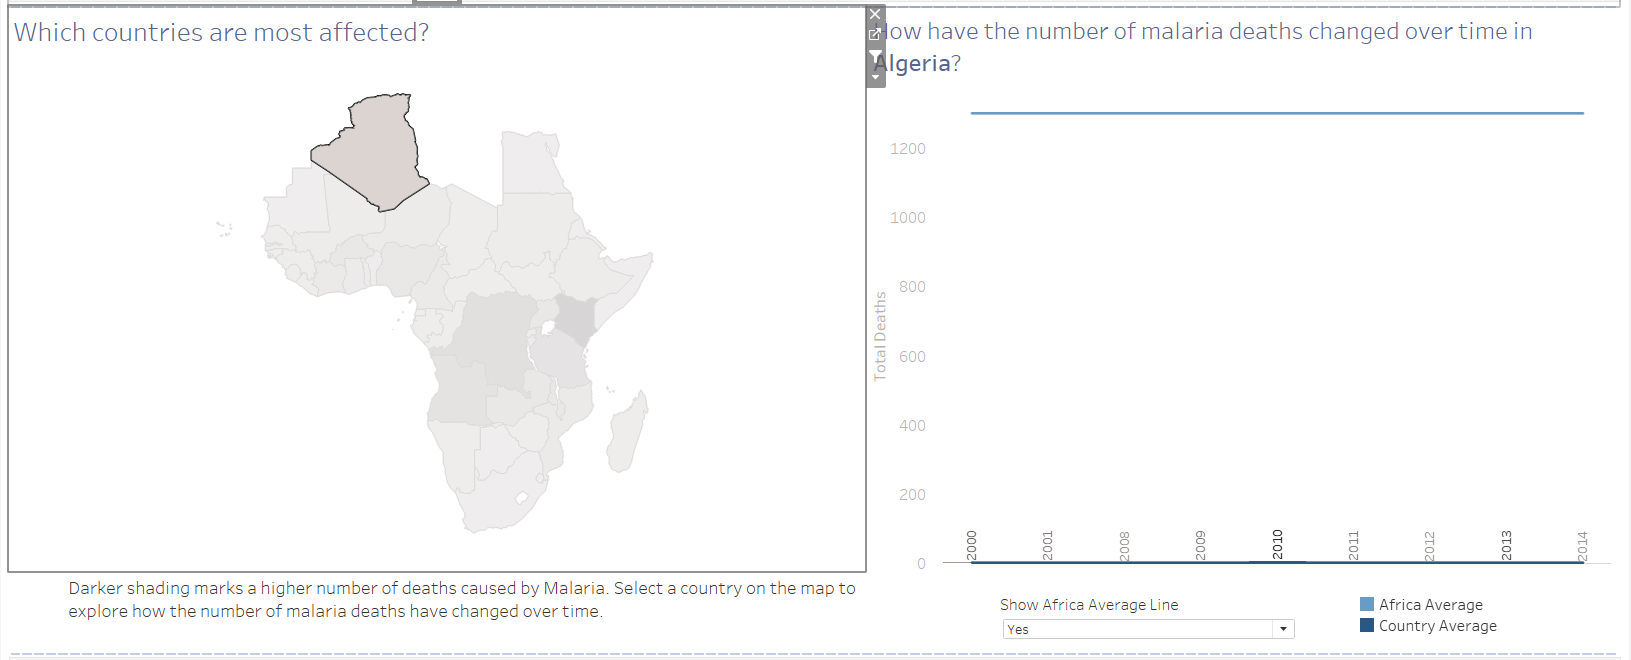 Which countries are most affected?
How have the number of malaria deaths changed over time in
Algeria?
1200
1000
800
600
400
200
0
Total Deaths
2000
2001
2008
2009
2010
2011
2012
2013
2014
Darker shading marks a higher number of deaths caused by Malaria. Select a country on the map to
explore how the number of malaria deaths have changed over time.
Show Africa Average Line
Yes
Africa Average
Country Average